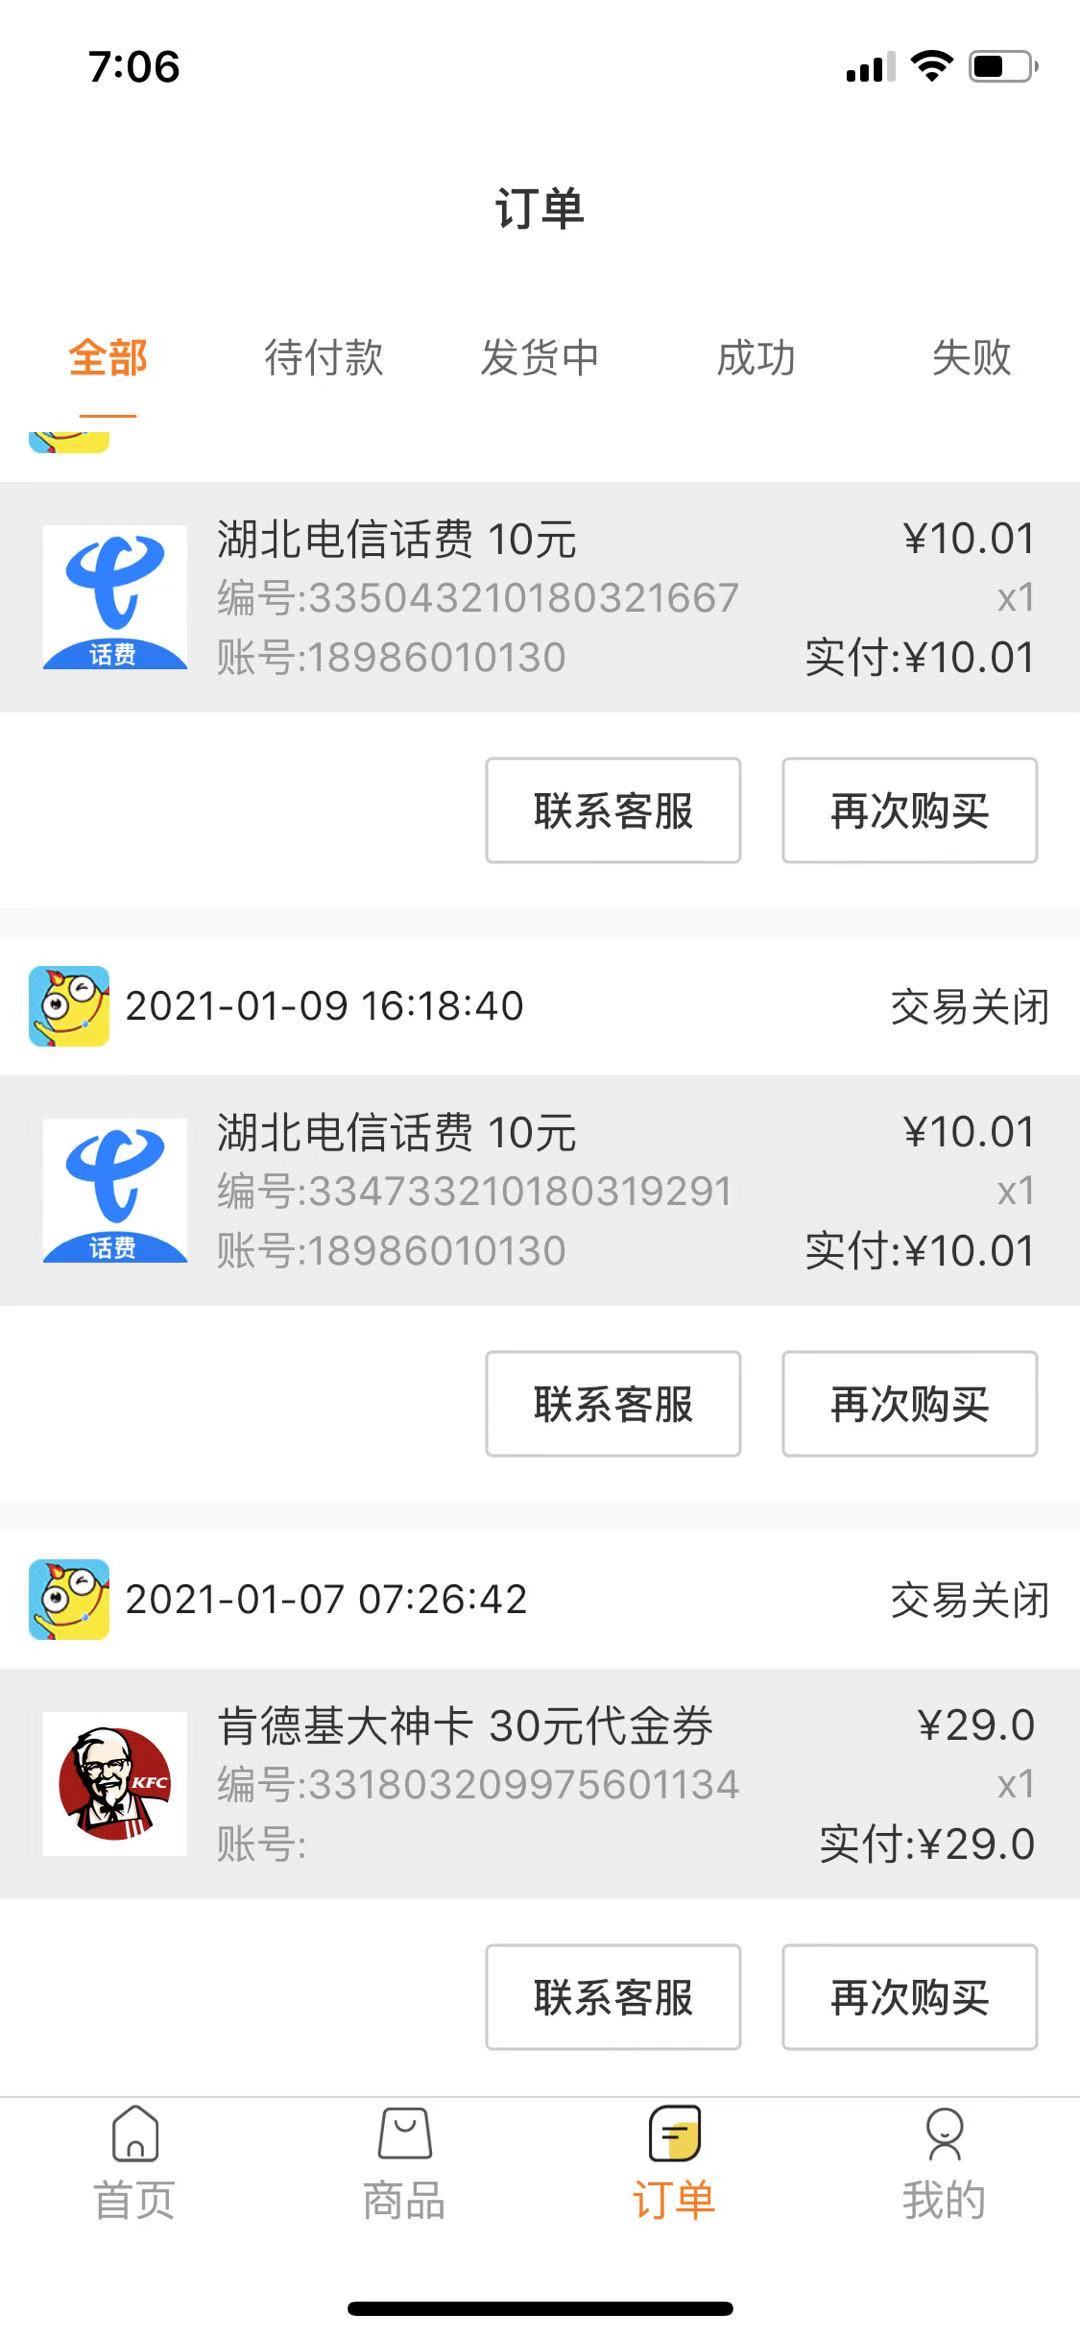 7:06
订单
全部 待付款 发货中 成功 失败
湖北电信话费 10元 ¥10.01
编号:335043210180321667 x1
话费 账号:18986010130 实付:¥10.01
联系客服 再次购买
2021-01-09 16:18:40 交易关闭
湖北电信话费 10元 ¥10.01
编号:334733210180319291 x1
话费 账号:18986010130 实付:¥10.01
联系客服 再次购买
2021-01-07 07:26:42 交易关闭
肯德基大神卡 30元代金券 ¥29.0
KFC 编号:331803209975601134 x1
账号: 实付:¥29.0
联系客服 再次购买
首页 商品 订单 我的